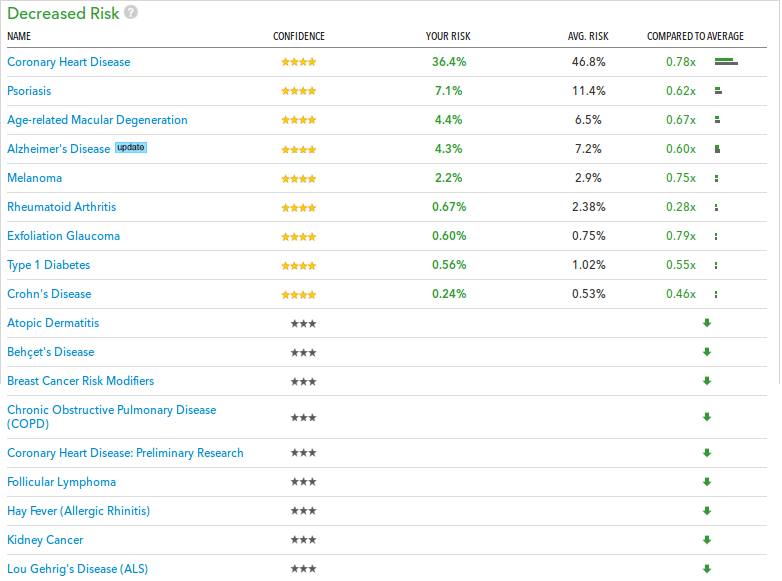 Decreased Risk ?
NAME CONFIDENCE YOUR RISK AVG. RISK COMPARED TO AVERAGE
Coronary Heart Disease 36.4% 46.8% 0.78x
Psoriasis 7.1% 11.4% 0.62x
Age-related Macular Degeneration 4.4% 6.5% 0.67x
Alzheimer's Disease update 4.3% 7.2% 0.60x
Melanoma 2.2% 2.9% 0.75x
Rheumatoid Arthritis 0.67% 2.38% 0.28x
Exfoliation Glaucoma 0.60% 0.75% 0.79x
Type 1 Diabetes 0.56% 1.02% 0.55x
Crohn's Disease 0.24% 0.53% 0.46x
Atopic Dermatitis
Behçet's Disease
Breast Cancer Risk Modifiers
Chronic Obstructive Pulmonary Disease
(COPD)
Coronary Heart Disease: Preliminary Research
Follicular Lymphoma
Hay Fever (Allergic Rhinitis)
Kidney Cancer
Lou Gehrig's Disease (ALS)